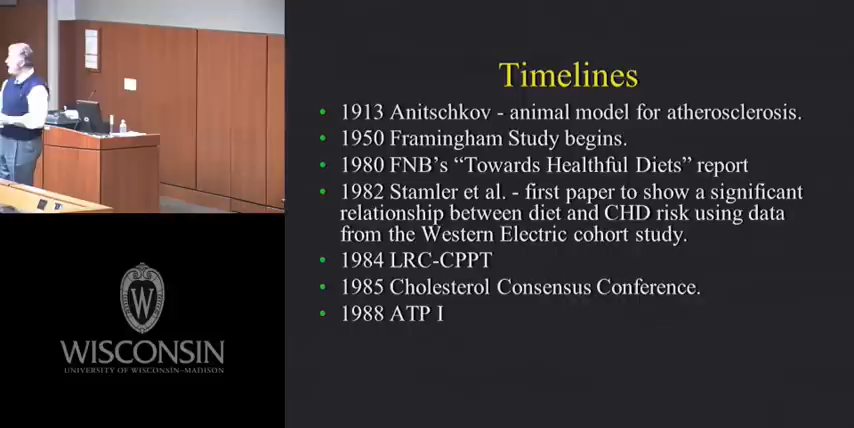 Timelines
• 1913 Anitschkov - animal model for atherosclerosis.
• 1950 Framingham Study begins.
• 1980 FNB's “Towards Healthful Diets” report
• 1982 Stamler et al. - first paper to show a significant
relationship between diet and CHD risk using data
from the Western Electric cohort study.
• 1984 LRC-CPPT
• 1985 Cholesterol Consensus Conference.
• 1988 ATP I
W
WISCONSIN
UNIVERSITY OF WISCONSIN–MADISON